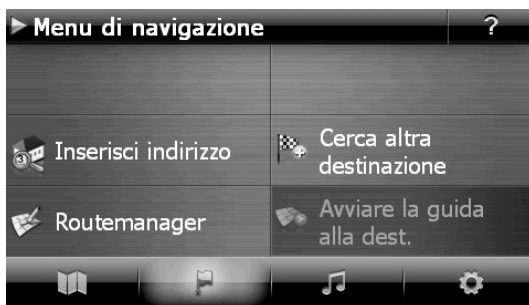 Menu di navigazione
?
Inserisci indirizzo
Cerca altra
destinazione
Routemanager
Avviare la guida
alla dest.